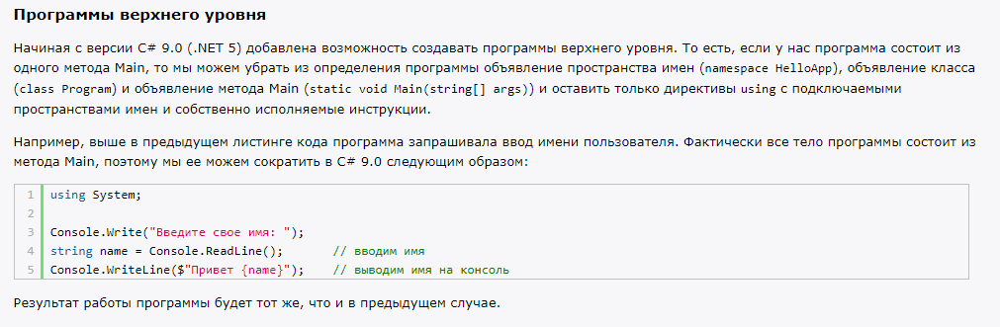 Программы верхнего уровня
Начиная с версии C# 9.0 (.NET 5) добавлена возможность создавать программы верхнего уровня. То есть, если у нас программа состоит из
одного метода Main, то мы можем убрать из определения программы объявление пространства имен (namespace HelloApp), объявление класса
(class Program) и объявление метода Main (static void Main(string[] args)) и оставить только директивы using с подключаемыми
пространствами имен и собственно исполняемые инструкции.
Например, выше в предыдущем листинге кода программа запрашивала ввод имени пользователя. Фактически все тело программы состоит из
метода Main, поэтому мы ее можем сократить в C# 9.0 следующим образом:
1 using System;
2
3 Console.Write("Введите свое имя: ");
4 string name = Console.ReadLine();       // вводим имя
5 Console.WriteLine($"Привет {name}");    // выводим имя на консоль
Результат работы программы будет тот же, что и в предыдущем случае.